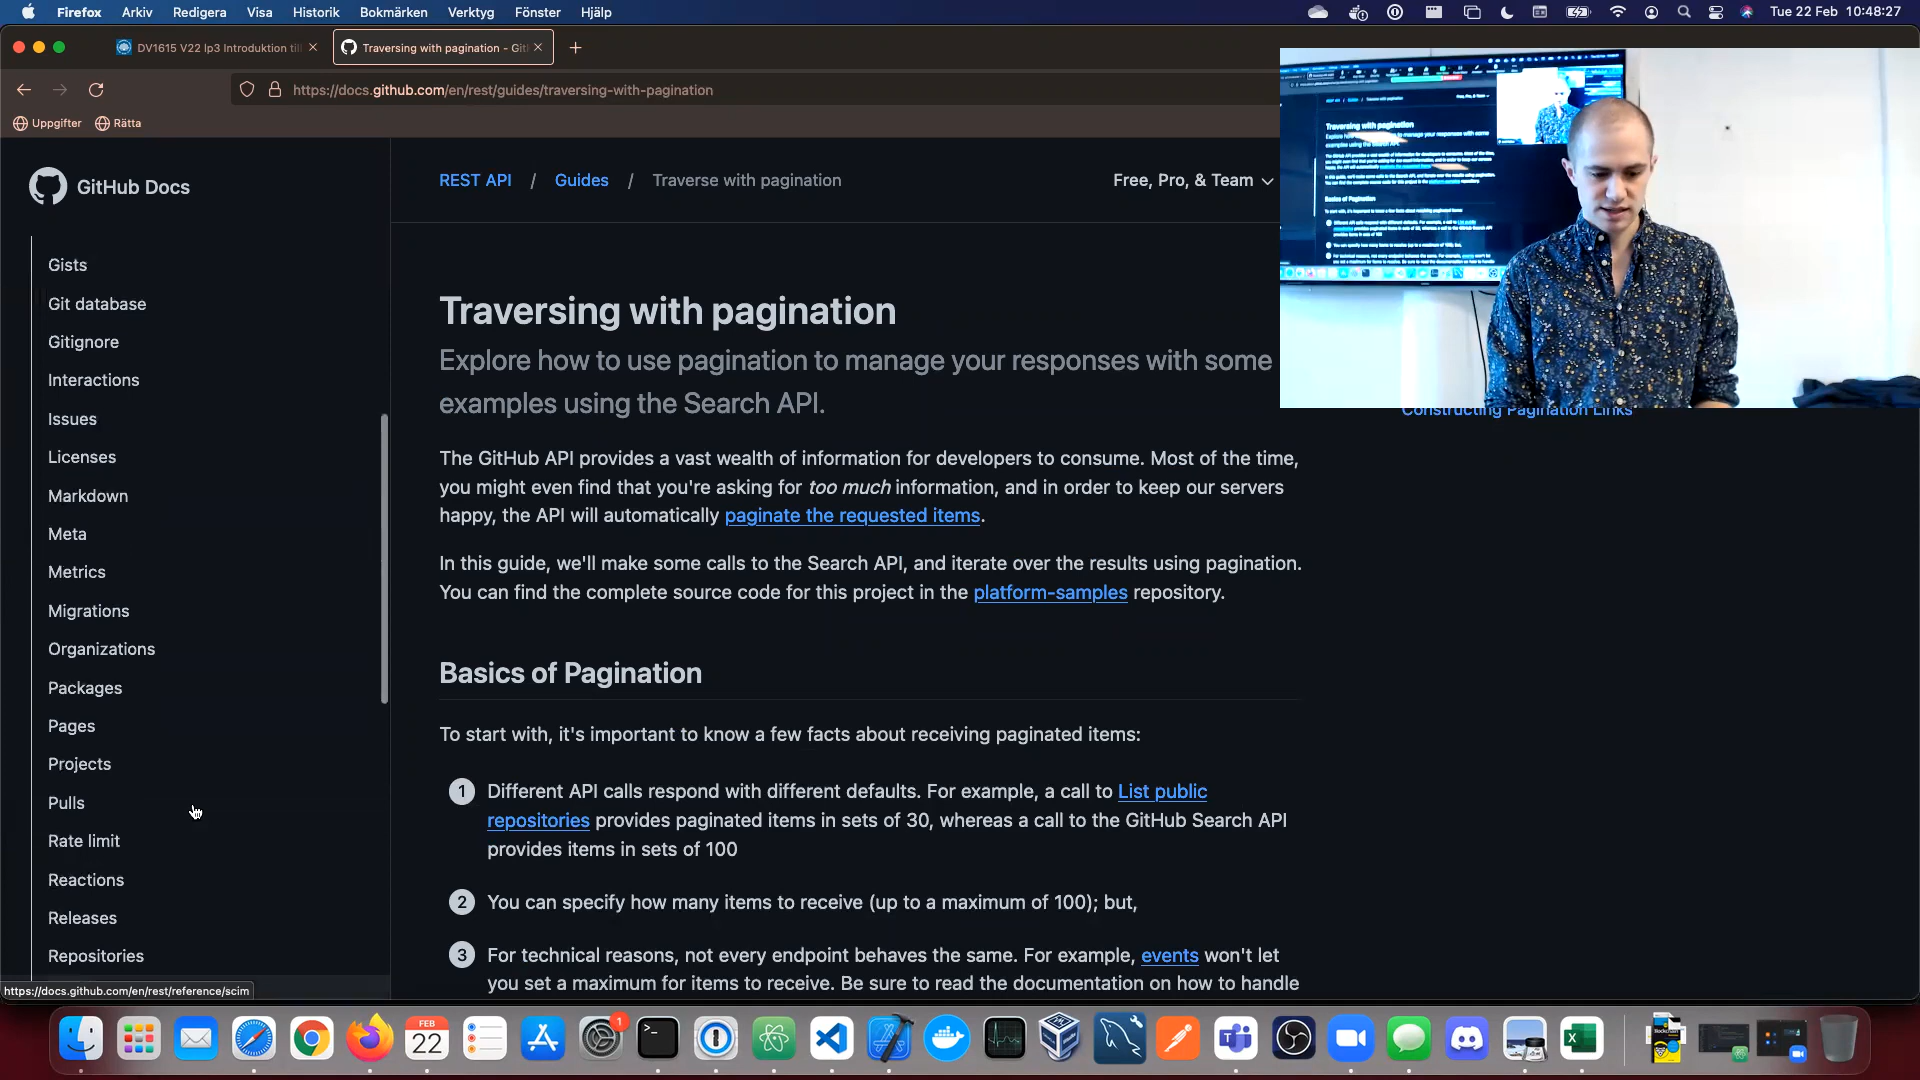 Firefox Arkiv Redigera Visa Historik Bokmärken Verktyg Fönster Hjälp
Tue 22 Feb 10:48:27
DV1615 V22 lp3 Introduktion til
Traversing with pagination - Git
https://docs.github.com/en/rest/guides/traversing-with-pagination
Uppgifter Rätta
GitHub Docs
Gists
Git database
Gitignore
Interactions
Issues
Licenses
Markdown
Meta
Metrics
Migrations
Organizations
Packages
Pages
Projects
Pulls
Rate limit
Reactions
Releases
Repositories
https://docs.github.com/en/rest/reference/scim
REST API / Guides / Traverse with pagination
Free, Pro, & Team
Traversing with pagination
Explore how to use pagination to manage your responses with some
examples using the Search API.
The GitHub API provides a vast wealth of information for developers to consume. Most of the time,
you might even find that you're asking for too much information, and in order to keep our servers
happy, the API will automatically paginate the requested items.
In this guide, we'll make some calls to the Search API, and iterate over the results using pagination.
You can find the complete source code for this project in the platform-samples repository.
Basics of Pagination
To start with, it's important to know a few facts about receiving paginated items:
1 Different API calls respond with different defaults. For example, a call to List public
repositories provides paginated items in sets of 30, whereas a call to the GitHub Search API
provides items in sets of 100
2 You can specify how many items to receive (up to a maximum of 100); but,
3 For technical reasons, not every endpoint behaves the same. For example, events won't let
you set a maximum for items to receive. Be sure to read the documentation on how to handle
Constructing Pagination Links
Traversing with pagination
Basics of Pagination
FEB
22
1